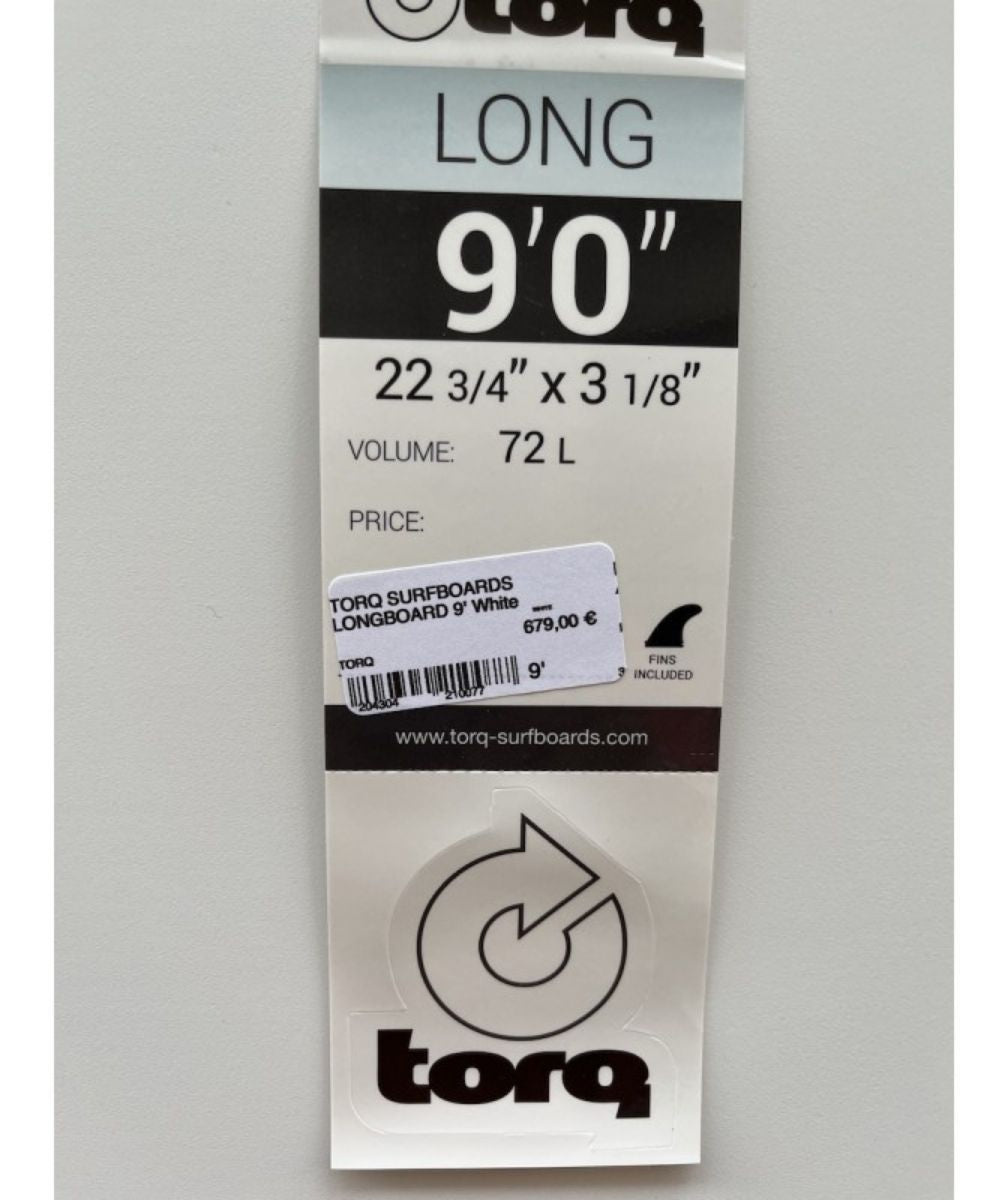 torq
LONG
9'0"
22 3/4" x 3 1/8"
VOLUME: 72 L
PRICE:
TORQ SURFBOARDS
LONGBOARD 9' White
WHITE
679,00 €
TORQ
9'
204304 210077
FINS
INCLUDED
www.torq-surfboards.com
torq